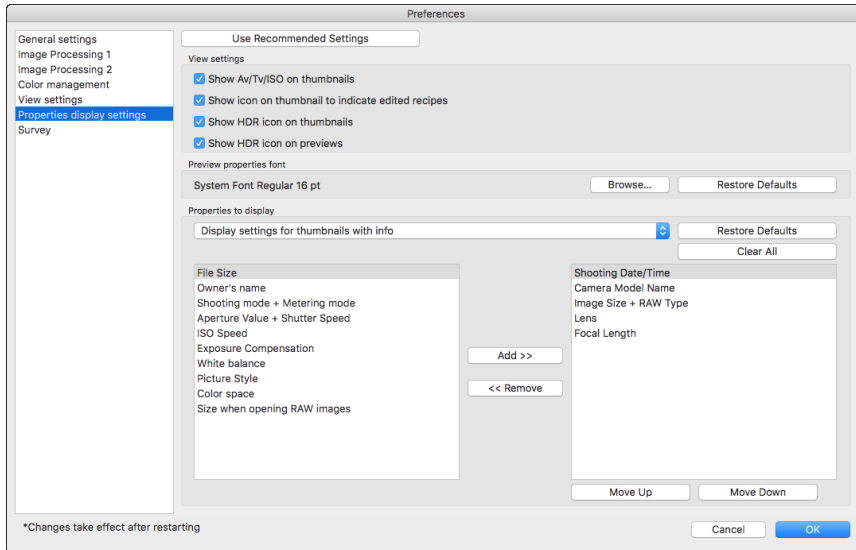 Preferences
General settings
Image Processing 1
Image Processing 2
Color management
View settings
Properties display settings
Survey
Use Recommended Settings
View settings
Show Av/Tv/ISO on thumbnails
Show icon on thumbnail to indicate edited recipes
Show HDR icon on thumbnails
Show HDR icon on previews
Preview properties font
System Font Regular 16 pt
Browse...
Restore Defaults
Properties to display
Display settings for thumbnails with info
Restore Defaults
Clear All
File Size
Owner's name
Shooting mode + Metering mode
Aperture Value + Shutter Speed
ISO Speed
Exposure Compensation
White balance
Picture Style
Color space
Size when opening RAW images
Add >>
<< Remove
Shooting Date/Time
Camera Model Name
Image Size + RAW Type
Lens
Focal Length
Move Up
Move Down
*Changes take effect after restarting
Cancel
OK